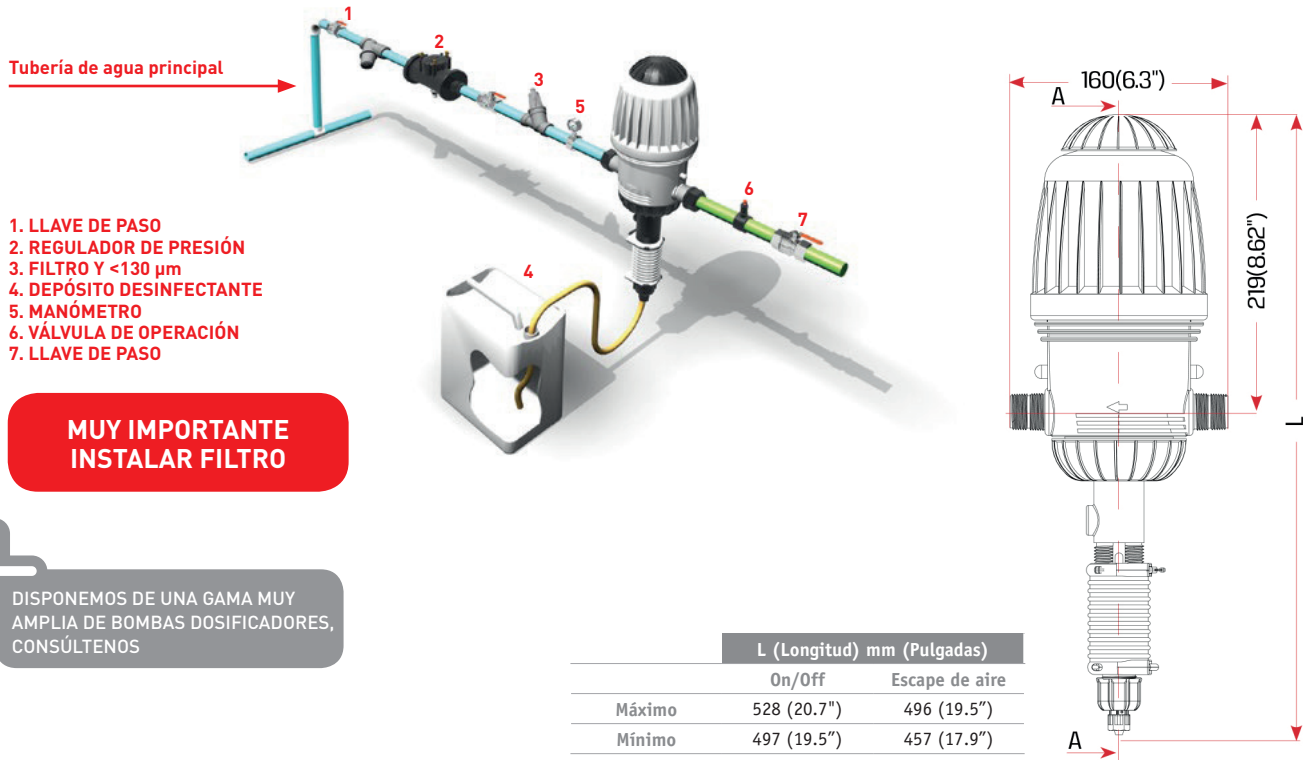 Tubería de agua principal
1
2
3
5
6
7
4
1. LLAVE DE PASO
2. REGULADOR DE PRESIÓN
3. FILTRO Y <130 µm
4. DEPÓSITO DESINFECTANTE
5. MANÓMETRO
6. VÁLVULA DE OPERACIÓN
7. LLAVE DE PASO
MUY IMPORTANTE
INSTALAR FILTRO
DISPONEMOS DE UNA GAMA MUY
AMPLIA DE BOMBAS DOSIFICADORES,
CONSÚLTENOS
L (Longitud) mm (Pulgadas)
On/Off Escape de aire
Máximo 528 (20.7") 496 (19.5″)
Mínimo 497 (19.5″) 457 (17.9″)
160(6.3")
A
219(8.62")
L
A